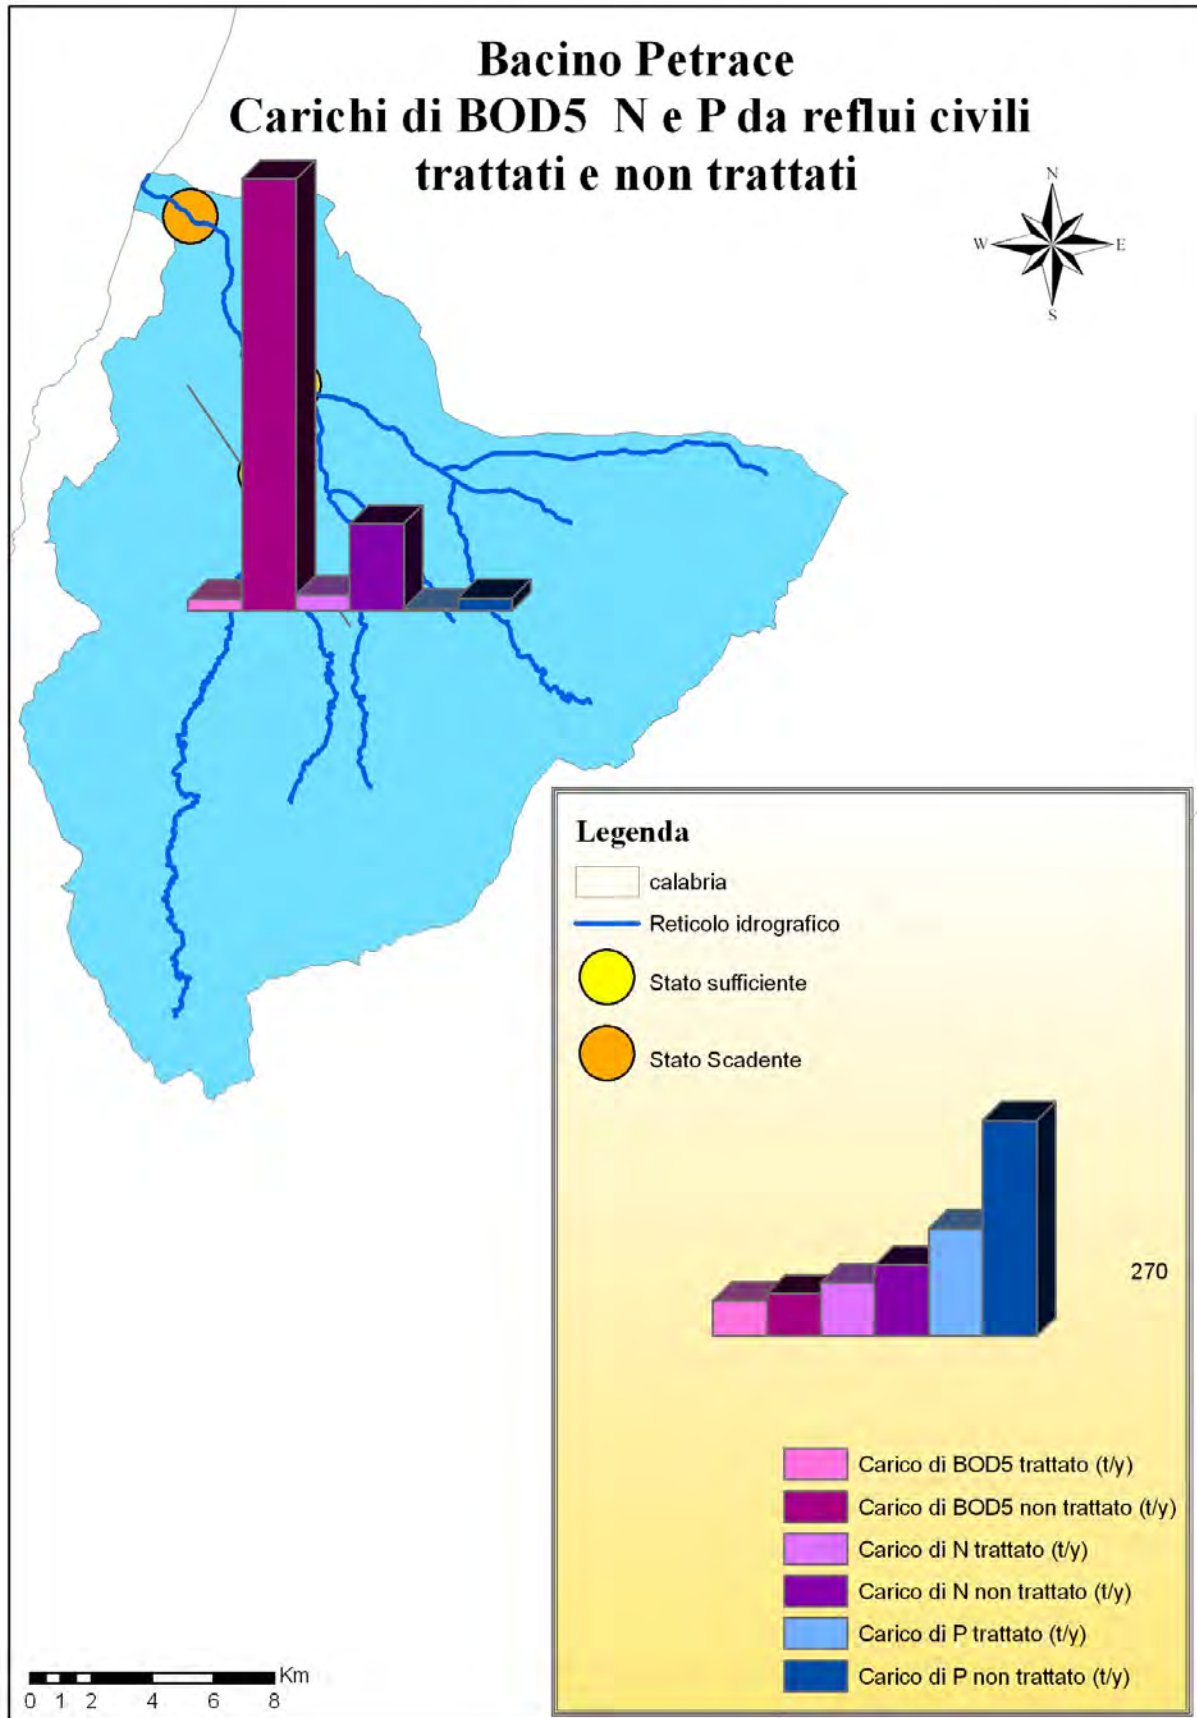 Bacino Petrace
Carichi di BOD5 N e P da reflui civili
trattati e non trattati
N
W
E
S
Legenda
calabria
Reticolo idrografico
Stato sufficiente
Stato Scadente
270
Carico di BOD5 trattato (t/y)
Carico di BOD5 non trattato (t/y)
Carico di N trattato (t/y)
Carico di N non trattato (t/y)
Carico di P trattato (t/y)
Carico di P non trattato (t/y)
Km
0 1 2 4 6 8